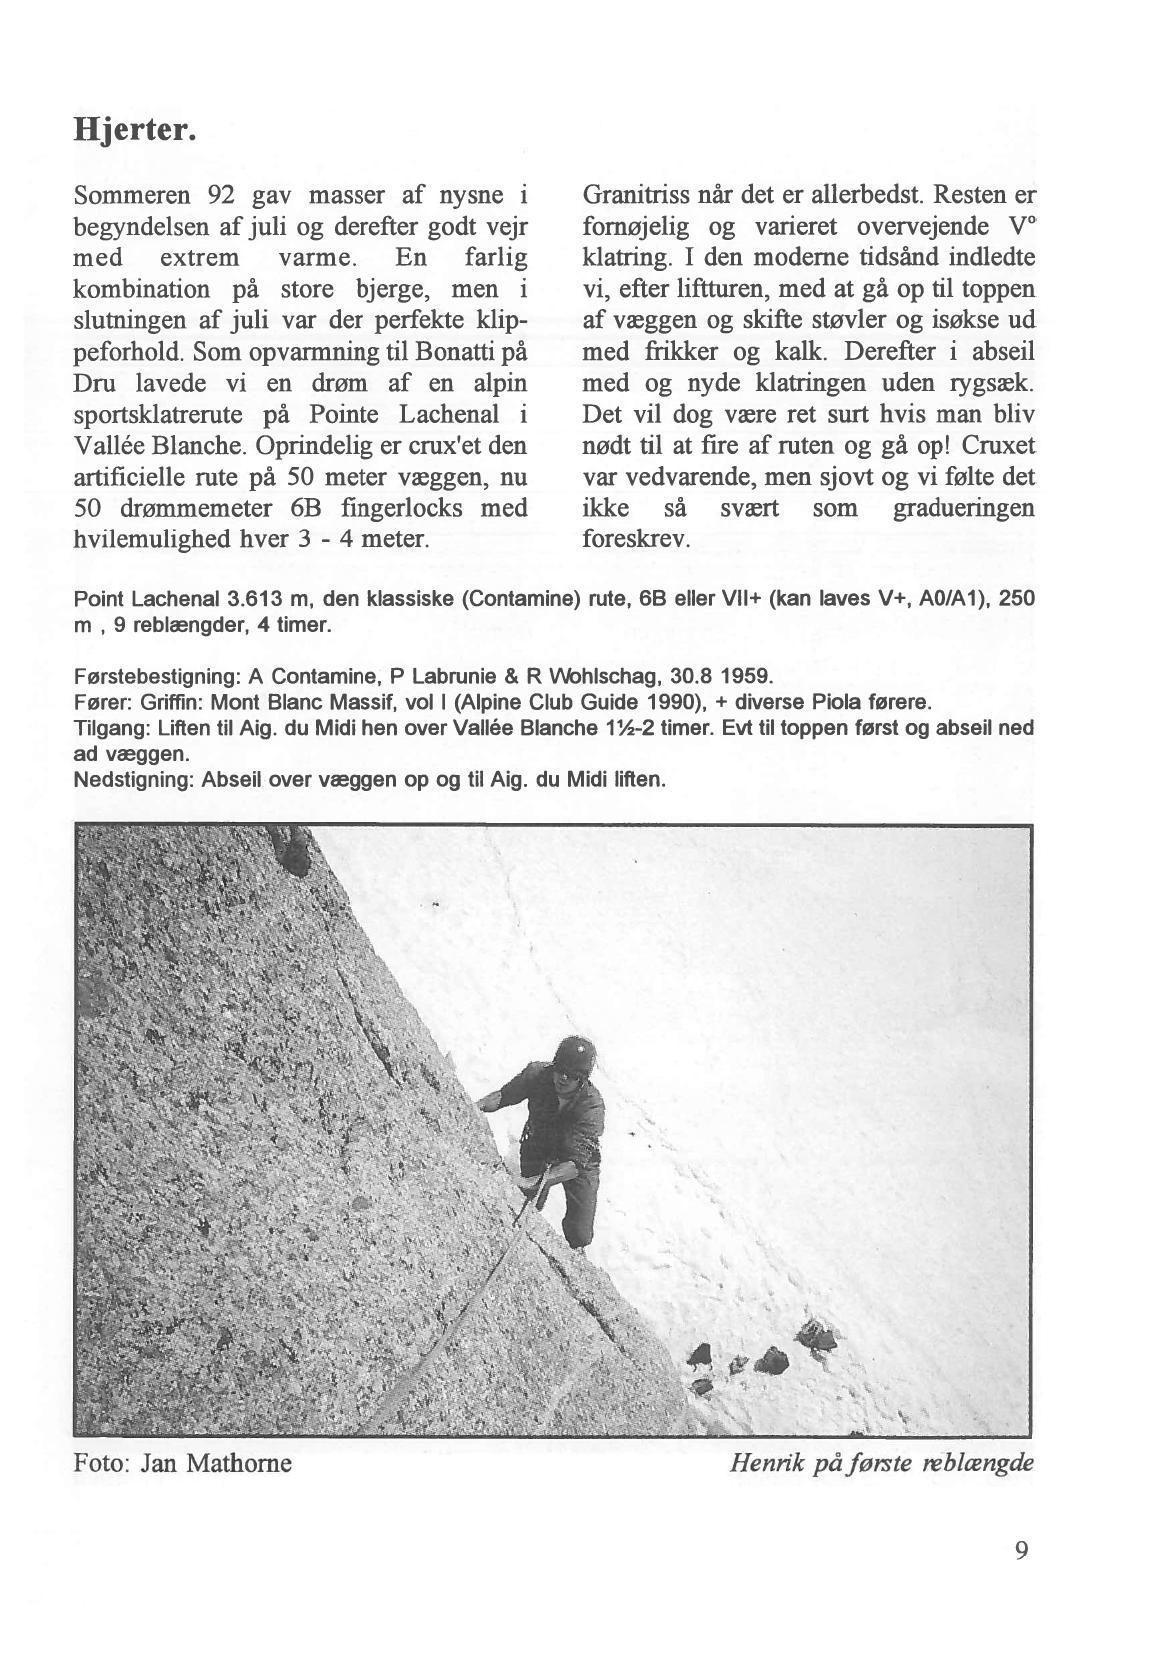 Hjerter.
Sommeren 92 gav masser af nysne i
begyndelsen af juli og derefter godt vejr
med extrem varme. En farlig
kombination på store bjerge, men i
slutningen af juli var der perfekte klip-
peforhold. Som opvarmning til Bonatti på
Dru lavede vi en drøm af en alpin
sportsklatrerute på Pointe Lachenal i
Vallée Blanche. Oprindelig er crux'et den
artificielle rute på 50 meter væggen, nu
50 drømmemeter 6B fingerlocks med
hvilemulighed hver 3 - 4 meter.
Granitriss når det er allerbedst. Resten er
fornøjelig og varieret overvejende V°
klatring. I den moderne tidsånd indledte
vi, efter liftturen, med at gå op til toppen
af væggen og skifte støvler og isøkse ud
med frikker og kalk. Derefter i abseil
med og nyde klatringen uden rygsæk.
Det vil dog være ret surt hvis man bliv
nødt til at fire af ruten og gå op! Cruxet
var vedvarende, men sjovt og vi følte det
ikke så svært som gradueringen
foreskrev.
Point Lachenal 3.613 m, den klassiske (Contamine) rute, 6B eller VII+ (kan laves V+, A0/A1), 250
m , 9 reblængder, 4 timer.
Førstebestigning: A Contamine, P Labrunie & R Wohlschag, 30.8 1959.
Fører: Griffin: Mont Blanc Massif, vol I (Alpine Club Guide 1990), + diverse Piola førere.
Tilgang: Liften til Aig. du Midi hen over Vallée Blanche 1½-2 timer. Evt til toppen først og abseil ned
ad væggen.
Nedstigning: Abseil over væggen op og til Aig. du Midi liften.
Foto: Jan Mathorne
Henrik på første reblængde
9